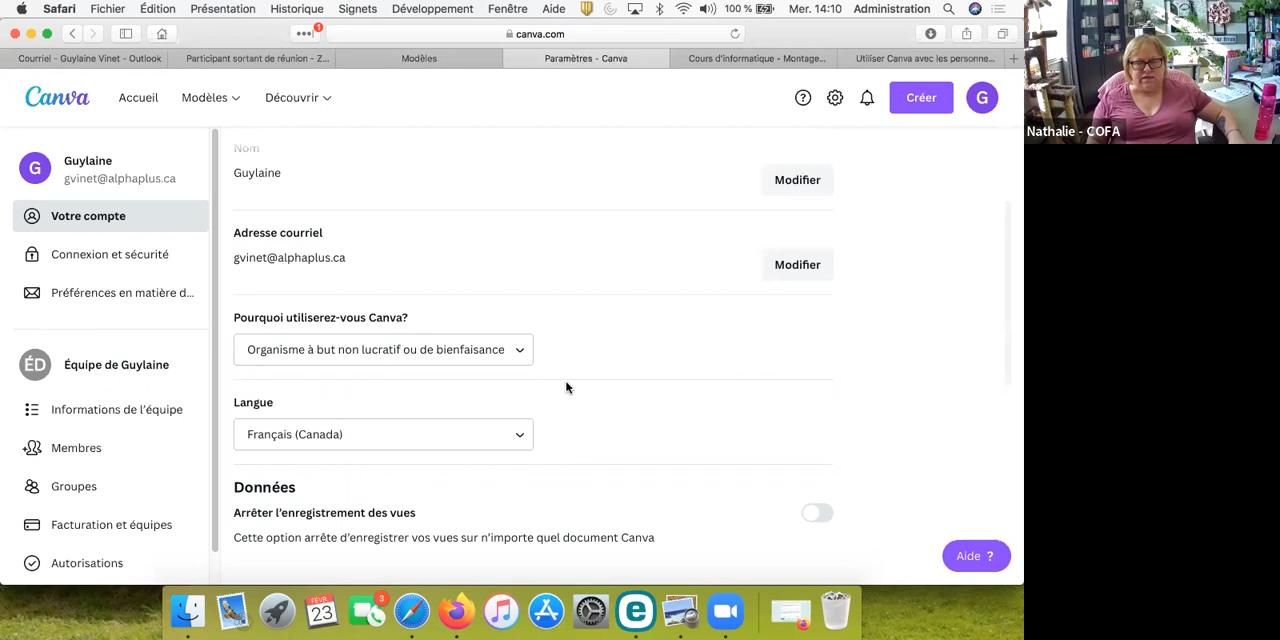 Safari Fichier Édition Présentation Historique Signets Développement Fenêtre Aide 100 % Mer. 14:10 Administration
1
canva.com
Courriel - Guylaine Vinet - Outlook
Participant sortant de réunion - Z...
Modèles
Paramètres - Canva
Cours d'informatique - Montage...
Utiliser Canva avec les personne...
Canva Accueil Modèles Découvrir Créer G
Nathalie - COFA
G Guylaine
gvinet@alphaplus.ca
Votre compte
Connexion et sécurité
Préférences en matière d...
ÉD Équipe de Guylaine
Informations de l'équipe
Membres
Groupes
Facturation et équipes
Autorisations
Nom
Guylaine
Modifier
Adresse courriel
gvinet@alphaplus.ca
Modifier
Pourquoi utiliserez-vous Canva?
Organisme à but non lucratif ou de bienfaisance
Langue
Français (Canada)
Données
Arrêter l'enregistrement des vues
Cette option arrête d'enregistrer vos vues sur n'importe quel document Canva
Aide ?
FÉVR.
23
3